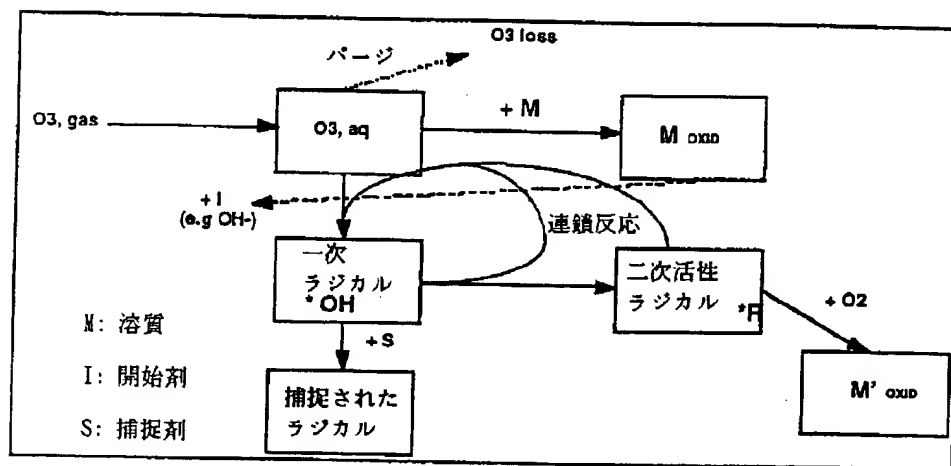 O3 loss
パージ
O3, gas
O3, aq
+ M
M OXID
+ I
(e.g OH-)
連鎖反応
一次
ラジカル
*OH
二次活性
ラジカル
*R
+ O2
M: 溶質
+ S
I: 開始剤
捕捉された
ラジカル
M' OXID
S: 捕捉剤